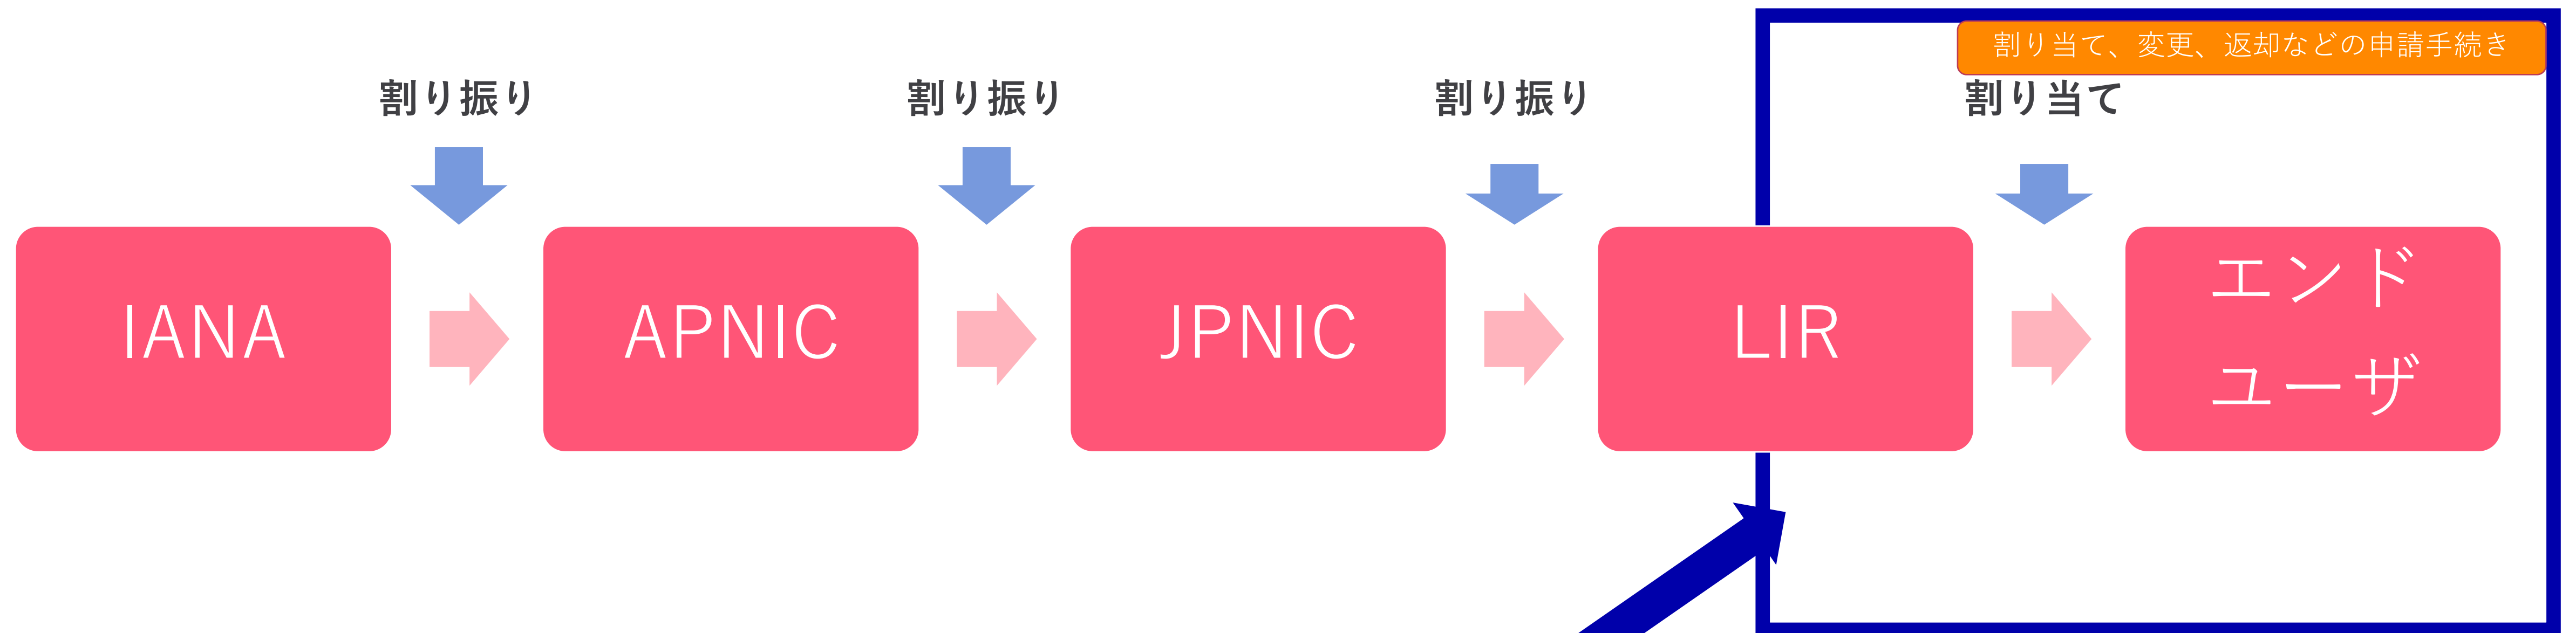 割り当て、変更、返却などの申請手続き
割り振り
割り振り
割り振り
割り当て
IANA
APNIC
JPNIC
LIR
エンド
ユーザ